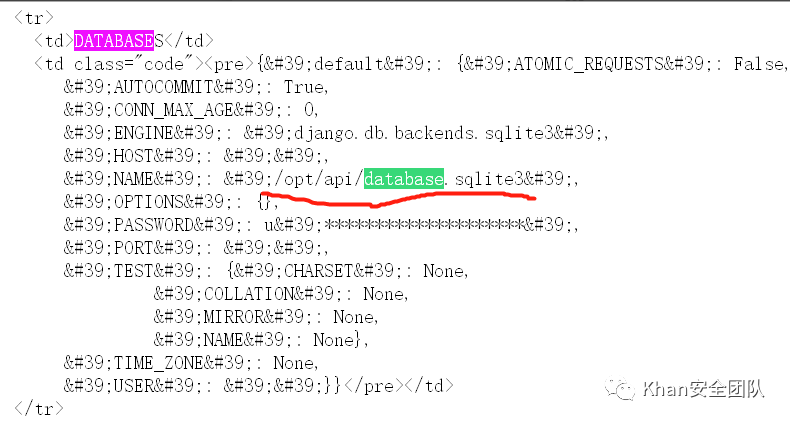 <tr>
<td>DATABASES</td>
<td class="code"><pre>{&#39;default&#39;: {&#39;ATOMIC_REQUESTS&#39;: False,
&#39;AUTOCOMMIT&#39;: True,
&#39;CONN_MAX_AGE&#39;: 0,
&#39;ENGINE&#39;: &#39;django.db.backends.sqlite3&#39;,
&#39;HOST&#39;: &#39;&#39;,
&#39;NAME&#39;: &#39;/opt/api/database.sqlite3&#39;,
&#39;OPTIONS&#39;: {},
&#39;PASSWORD&#39;: u&#39;********************&#39;,
&#39;PORT&#39;: &#39;&#39;,
&#39;TEST&#39;: {&#39;CHARSET&#39;: None,
&#39;COLLATION&#39;: None,
&#39;MIRROR&#39;: None,
&#39;NAME&#39;: None},
&#39;TIME_ZONE&#39;: None,
&#39;USER&#39;: &#39;&#39;}}</pre></td>
</tr>
Khan安全团队